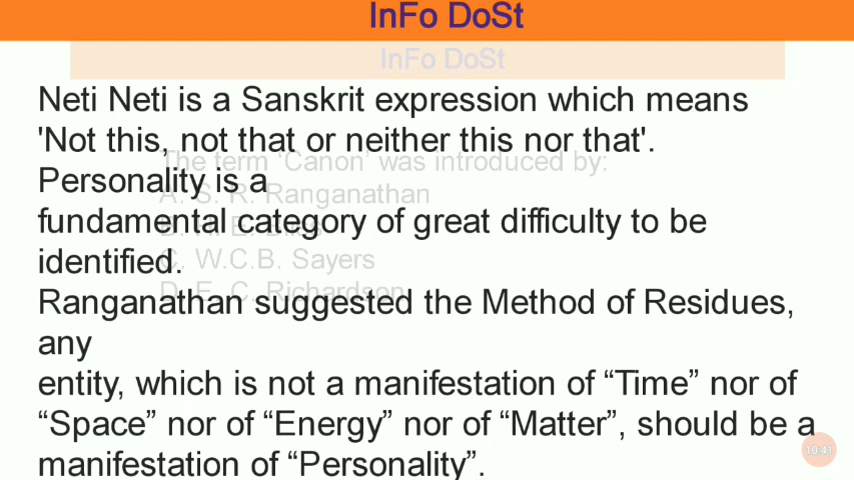 InFo DoSt
InFo DoSt
Neti Neti is a Sanskrit expression which means
'Not this, not that or neither this nor that'.
The term ‘Canon’ was introduced by:
Personality is a
A. S. R. Ranganathan
fundamental category of great difficulty to be
identified.
C. W.C.B. Sayers
D. E. C. Richardson
Ranganathan suggested the Method of Residues,
any
entity, which is not a manifestation of “Time” nor of
“Space” nor of “Energy” nor of “Matter”, should be a
manifestation of “Personality”.
10:41